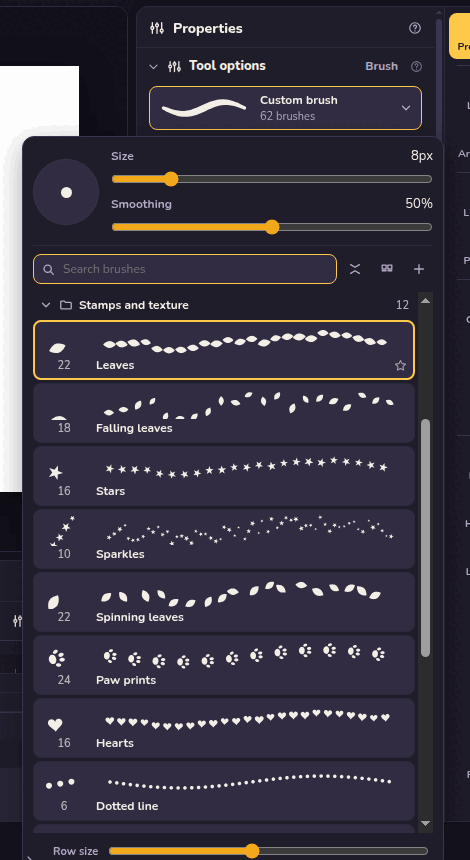 Properties
Tool options
Brush
Custom brush
62 brushes
Size
8px
Smoothing
50%
Search brushes
Stamps and texture
12
22
Leaves
18
Falling leaves
16
Stars
10
Sparkles
22
Spinning leaves
24
Paw prints
16
Hearts
6
Dotted line
Row size